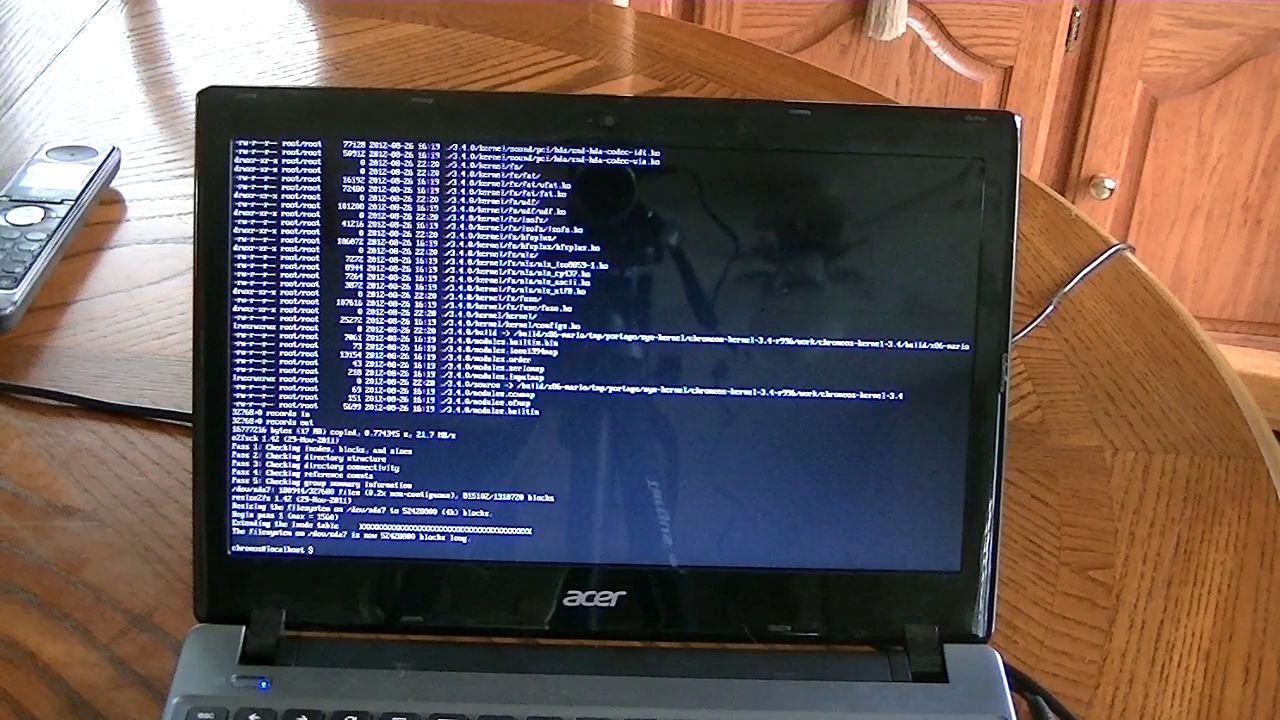 -rw-r--r-- root/root 77128 2012-08-26 16:19 ./3.4.0/kernel/sound/pci/hda/snd-hda-codec-idt.ko
-rw-r--r-- root/root 50912 2012-08-26 16:19 ./3.4.0/kernel/sound/pci/hda/snd-hda-codec-via.ko
drwxr-xr-x root/root 0 2012-08-26 22:20 ./3.4.0/kernel/fs/
drwxr-xr-x root/root 0 2012-08-26 22:20 ./3.4.0/kernel/fs/fat/
-rw-r--r-- root/root 16192 2012-08-26 16:19 ./3.4.0/kernel/fs/fat/vfat.ko
-rw-r--r-- root/root 72480 2012-08-26 16:19 ./3.4.0/kernel/fs/fat/fat.ko
drwxr-xr-x root/root 0 2012-08-26 22:20 ./3.4.0/kernel/fs/udf/
-rw-r--r-- root/root 101208 2012-08-26 16:19 ./3.4.0/kernel/fs/udf/udf.ko
drwxr-xr-x root/root 0 2012-08-26 22:20 ./3.4.0/kernel/fs/isofs/
-rw-r--r-- root/root 41216 2012-08-26 16:19 ./3.4.0/kernel/fs/isofs/isofs.ko
drwxr-xr-x root/root 0 2012-08-26 22:20 ./3.4.0/kernel/fs/hfsplus/
-rw-r--r-- root/root 106072 2012-08-26 16:19 ./3.4.0/kernel/fs/hfsplus/hfsplus.ko
drwxr-xr-x root/root 0 2012-08-26 22:20 ./3.4.0/kernel/fs/nls/
-rw-r--r-- root/root 7272 2012-08-26 16:19 ./3.4.0/kernel/fs/nls/nls_iso8859-1.ko
-rw-r--r-- root/root 8944 2012-08-26 16:19 ./3.4.0/kernel/fs/nls/nls_cp437.ko
-rw-r--r-- root/root 7264 2012-08-26 16:19 ./3.4.0/kernel/fs/nls/nls_ascii.ko
-rw-r--r-- root/root 3872 2012-08-26 16:19 ./3.4.0/kernel/fs/nls/nls_utf8.ko
drwxr-xr-x root/root 0 2012-08-26 22:20 ./3.4.0/kernel/fs/fuse/
-rw-r--r-- root/root 107616 2012-08-26 16:19 ./3.4.0/kernel/fs/fuse/fuse.ko
drwxr-xr-x root/root 0 2012-08-26 22:20 ./3.4.0/kernel/kernel/
-rw-r--r-- root/root 25272 2012-08-26 16:19 ./3.4.0/kernel/kernel/configs.ko
lrwxrwxrwx root/root 0 2012-08-26 22:20 ./3.4.0/build -> /build/x86-mario/tmp/portage/sys-kernel/chromeos-kernel-3.4-r996/work/chromeos-kernel-3.4/build/x86-mario
-rw-r--r-- root/root 7061 2012-08-26 16:19 ./3.4.0/modules.builtin.bin
-rw-r--r-- root/root 73 2012-08-26 16:19 ./3.4.0/modules.ieee1394map
-rw-r--r-- root/root 13154 2012-08-26 16:19 ./3.4.0/modules.order
-rw-r--r-- root/root 43 2012-08-26 16:19 ./3.4.0/modules.seriomap
-rw-r--r-- root/root 218 2012-08-26 16:19 ./3.4.0/modules.inputmap
lrwxrwxrwx root/root 0 2012-08-26 22:20 ./3.4.0/source -> /build/x86-mario/tmp/portage/sys-kernel/chromeos-kernel-3.4-r996/work/chromeos-kernel-3.4
-rw-r--r-- root/root 69 2012-08-26 16:19 ./3.4.0/modules.ccwmap
-rw-r--r-- root/root 151 2012-08-26 16:19 ./3.4.0/modules.ofmap
-rw-r--r-- root/root 5699 2012-08-26 16:19 ./3.4.0/modules.builtin
32768+0 records in
32768+0 records out
16777216 bytes (17 MB) copied, 0.774345 s, 21.7 MB/s
e2fsck 1.42 (29-Nov-2011)
Pass 1: Checking inodes, blocks, and sizes
Pass 2: Checking directory structure
Pass 3: Checking directory connectivity
Pass 4: Checking reference counts
Pass 5: Checking group summary information
/dev/sda7: 108944/327680 files (0.2% non-contiguous), 815102/1310720 blocks
resize2fs 1.42 (29-Nov-2011)
Resizing the filesystem on /dev/sda7 to 52428800 (4k) blocks.
Begin pass 1 (max = 1560)
Extending the inode table XXXXXXXXXXXXXXXXXXXXXXXXXXXXXXXXXXXXXXXX
The filesystem on /dev/sda7 is now 52428800 blocks long.
chronos@localhost $
acer
esc